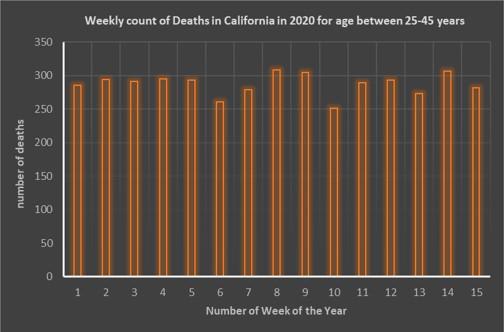 Weekly count of Deaths in California in 2020 for age between 25-45 years
350
300
250
200
150
100
50
0
number of deaths
1 2 3 4 5 6 7 8 9 10 11 12 13 14 15
Number of Week of the Year